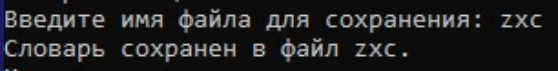 Введите имя файла для сохранения: zxc
Словарь сохранен в файл zxc.